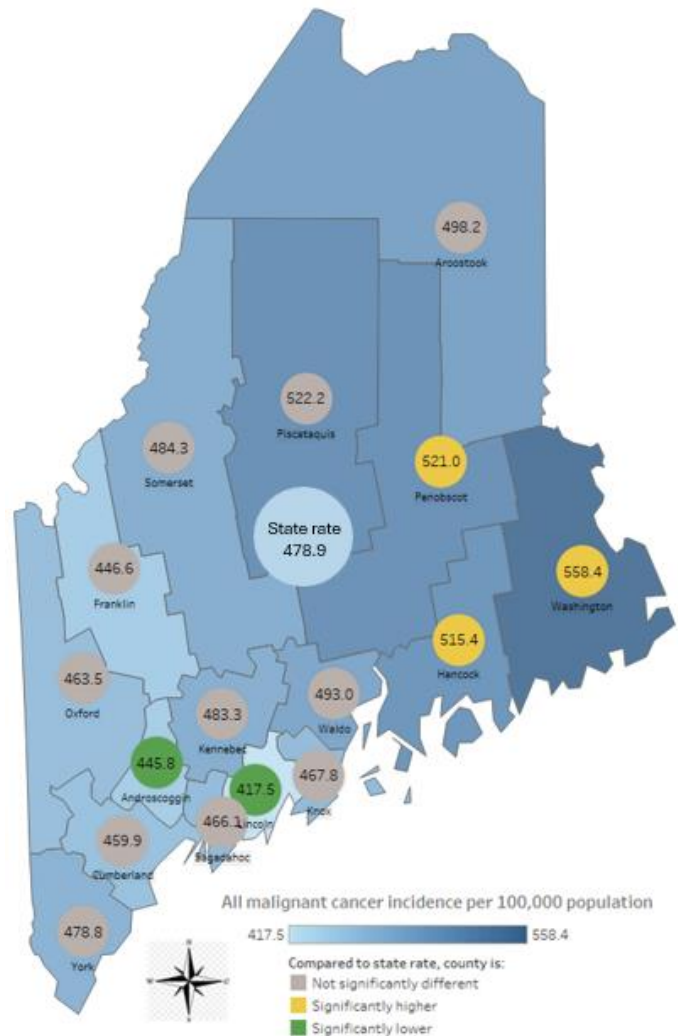 498.2
Aroostook
522.2
Piscataquis
484.3
Somerset
521.0
Penobscot
State rate
478.9
446.6
Franklin
558.4
Washington
515.4
Hancock
463.5
Oxford
493.0
Waldo
483.3
Kennebec
445.8
Androscoggin
417.5
Lincoln
467.8
Knox
466.1
Sagadahoc
459.9
Cumberland
478.8
York
All malignant cancer incidence per 100,000 population
417.5 558.4
Compared to state rate, county is:
Not significantly different
Significantly higher
Significantly lower